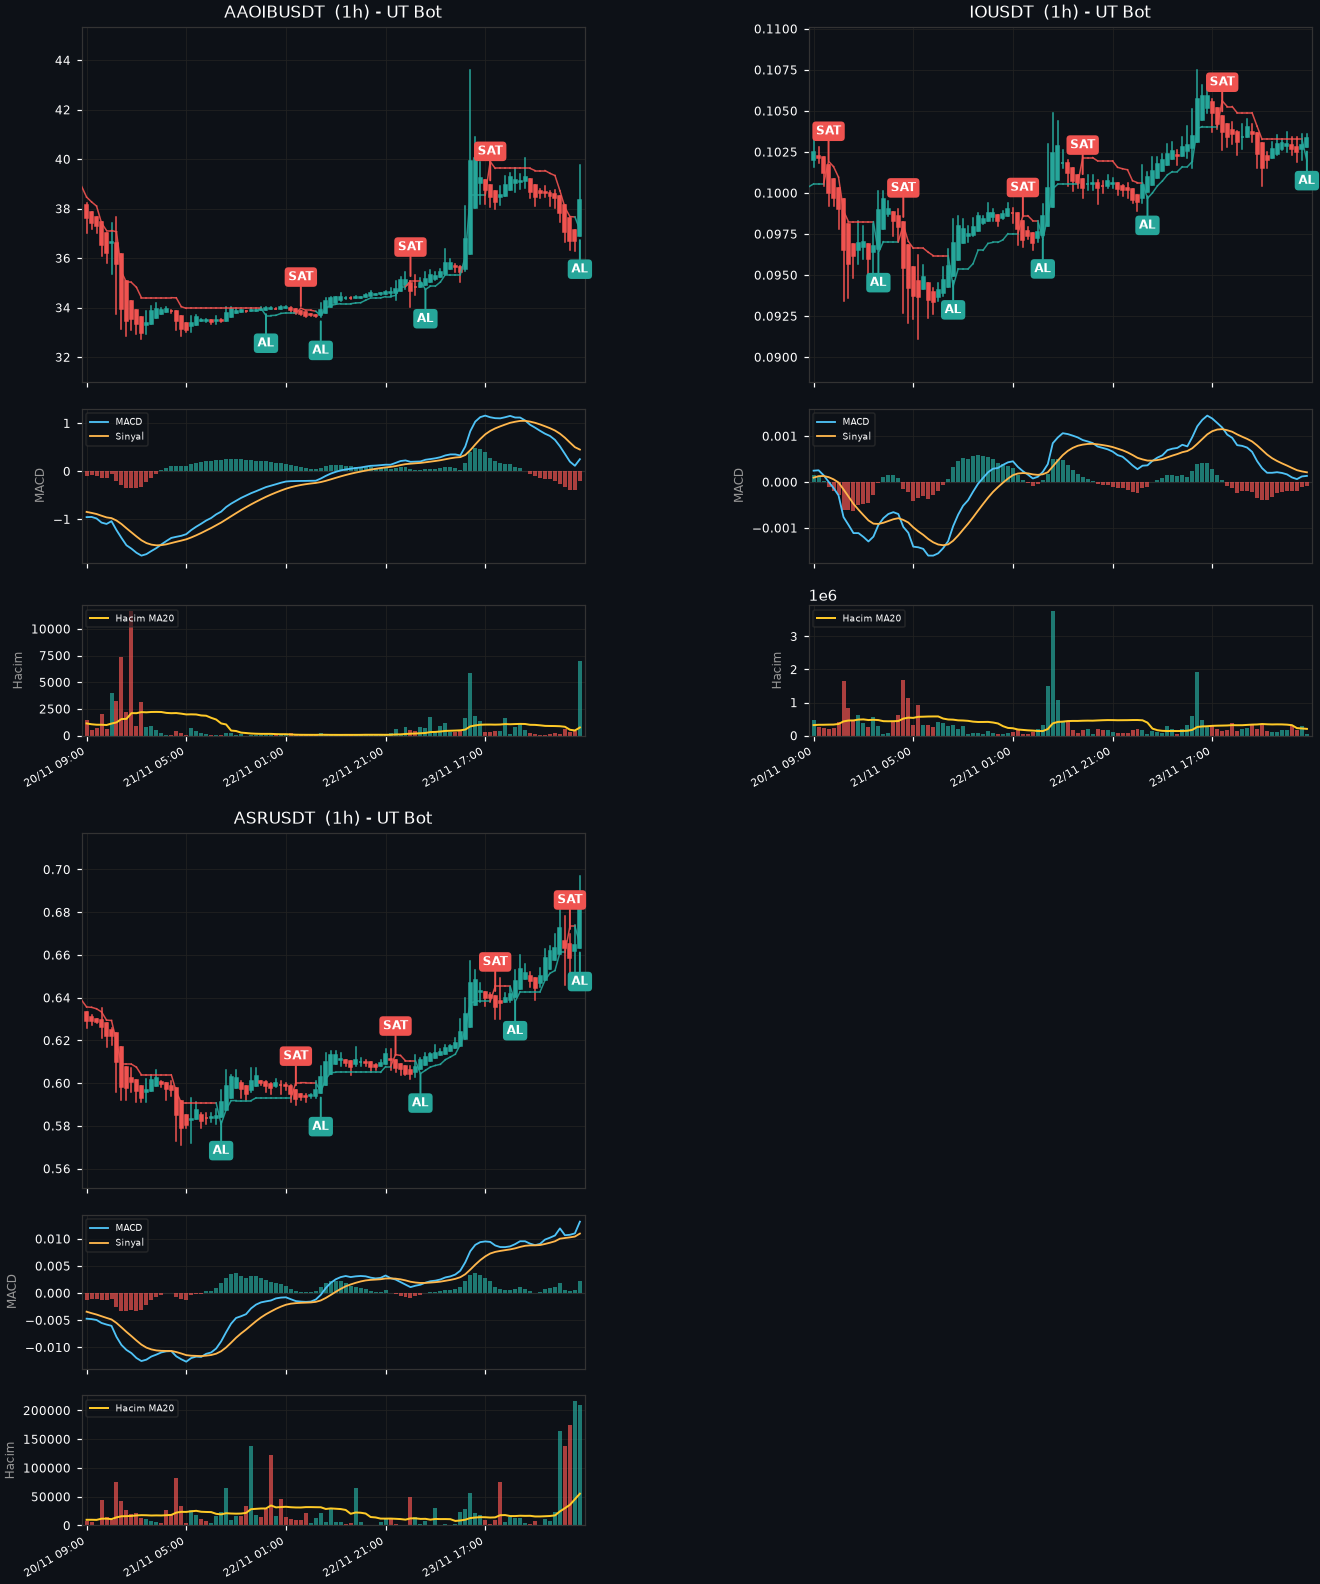 AAOIBUSDT  (1h) - UT Bot
44
42
40
38
36
34
32
SAT
SAT
SAT
AL
AL
AL
AL
MACD
Sinyal
MACD
1
0
−1
Hacim MA20
Hacim
10000
7500
5000
2500
0
20/11 09:00
21/11 05:00
22/11 01:00
22/11 21:00
23/11 17:00
IOUSDT  (1h) - UT Bot
0.1100
0.1075
0.1050
0.1025
0.1000
0.0975
0.0950
0.0925
0.0900
SAT
SAT
SAT
SAT
SAT
AL
AL
AL
AL
AL
MACD
Sinyal
MACD
0.001
0.000
−0.001
1e6
Hacim MA20
Hacim
3
2
1
0
20/11 09:00
21/11 05:00
22/11 01:00
22/11 21:00
23/11 17:00
ASRUSDT  (1h) - UT Bot
0.70
0.68
0.66
0.64
0.62
0.60
0.58
0.56
SAT
SAT
SAT
SAT
AL
AL
AL
AL
AL
MACD
Sinyal
MACD
0.010
0.005
0.000
−0.005
−0.010
Hacim MA20
Hacim
200000
150000
100000
50000
0
20/11 09:00
21/11 05:00
22/11 01:00
22/11 21:00
23/11 17:00